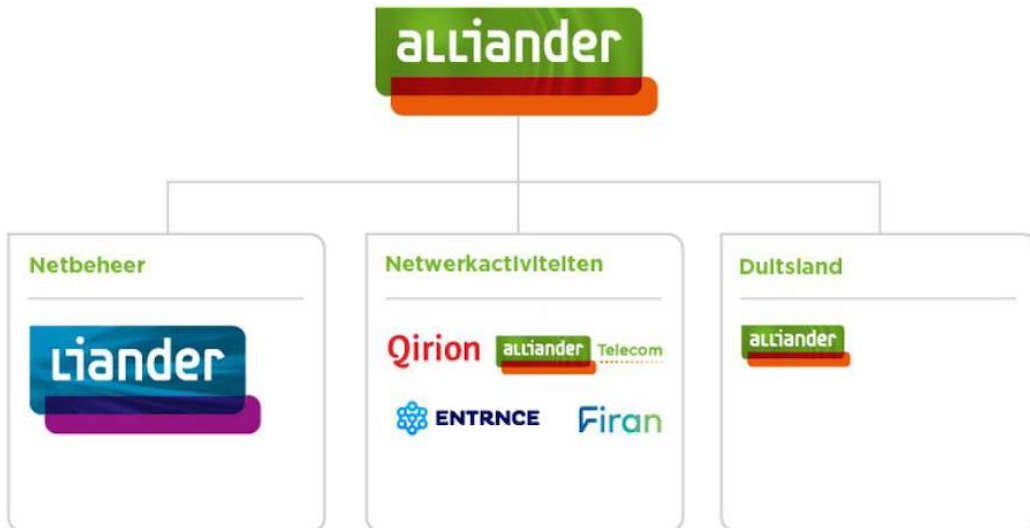 alliander
Netbeheer
liander
Netwerkactiviteiten
Qirion alliander Telecom
ENTRNCE Firan
Duitsland
alliander